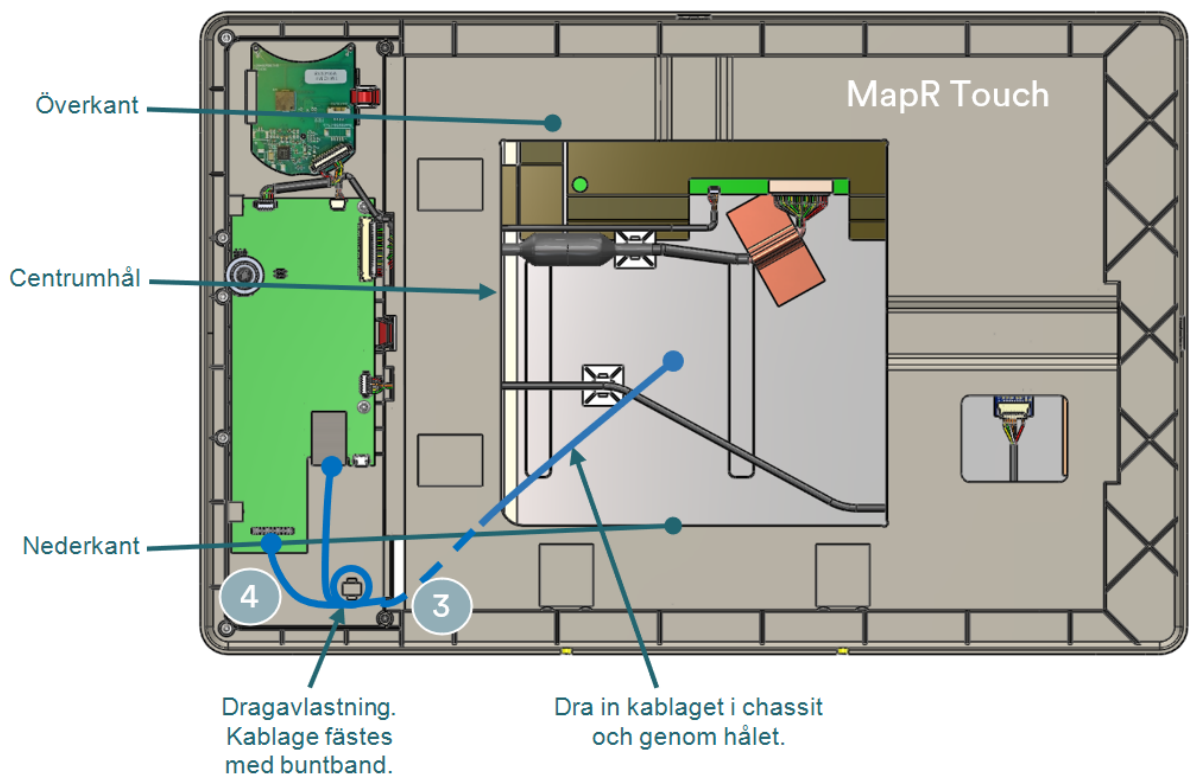 MapR Touch
Överkant
Centrumhål
Nederkant
4
3
Dragavlastning.
Kablage fästes
med buntband.
Dra in kablaget i chassit
och genom hålet.